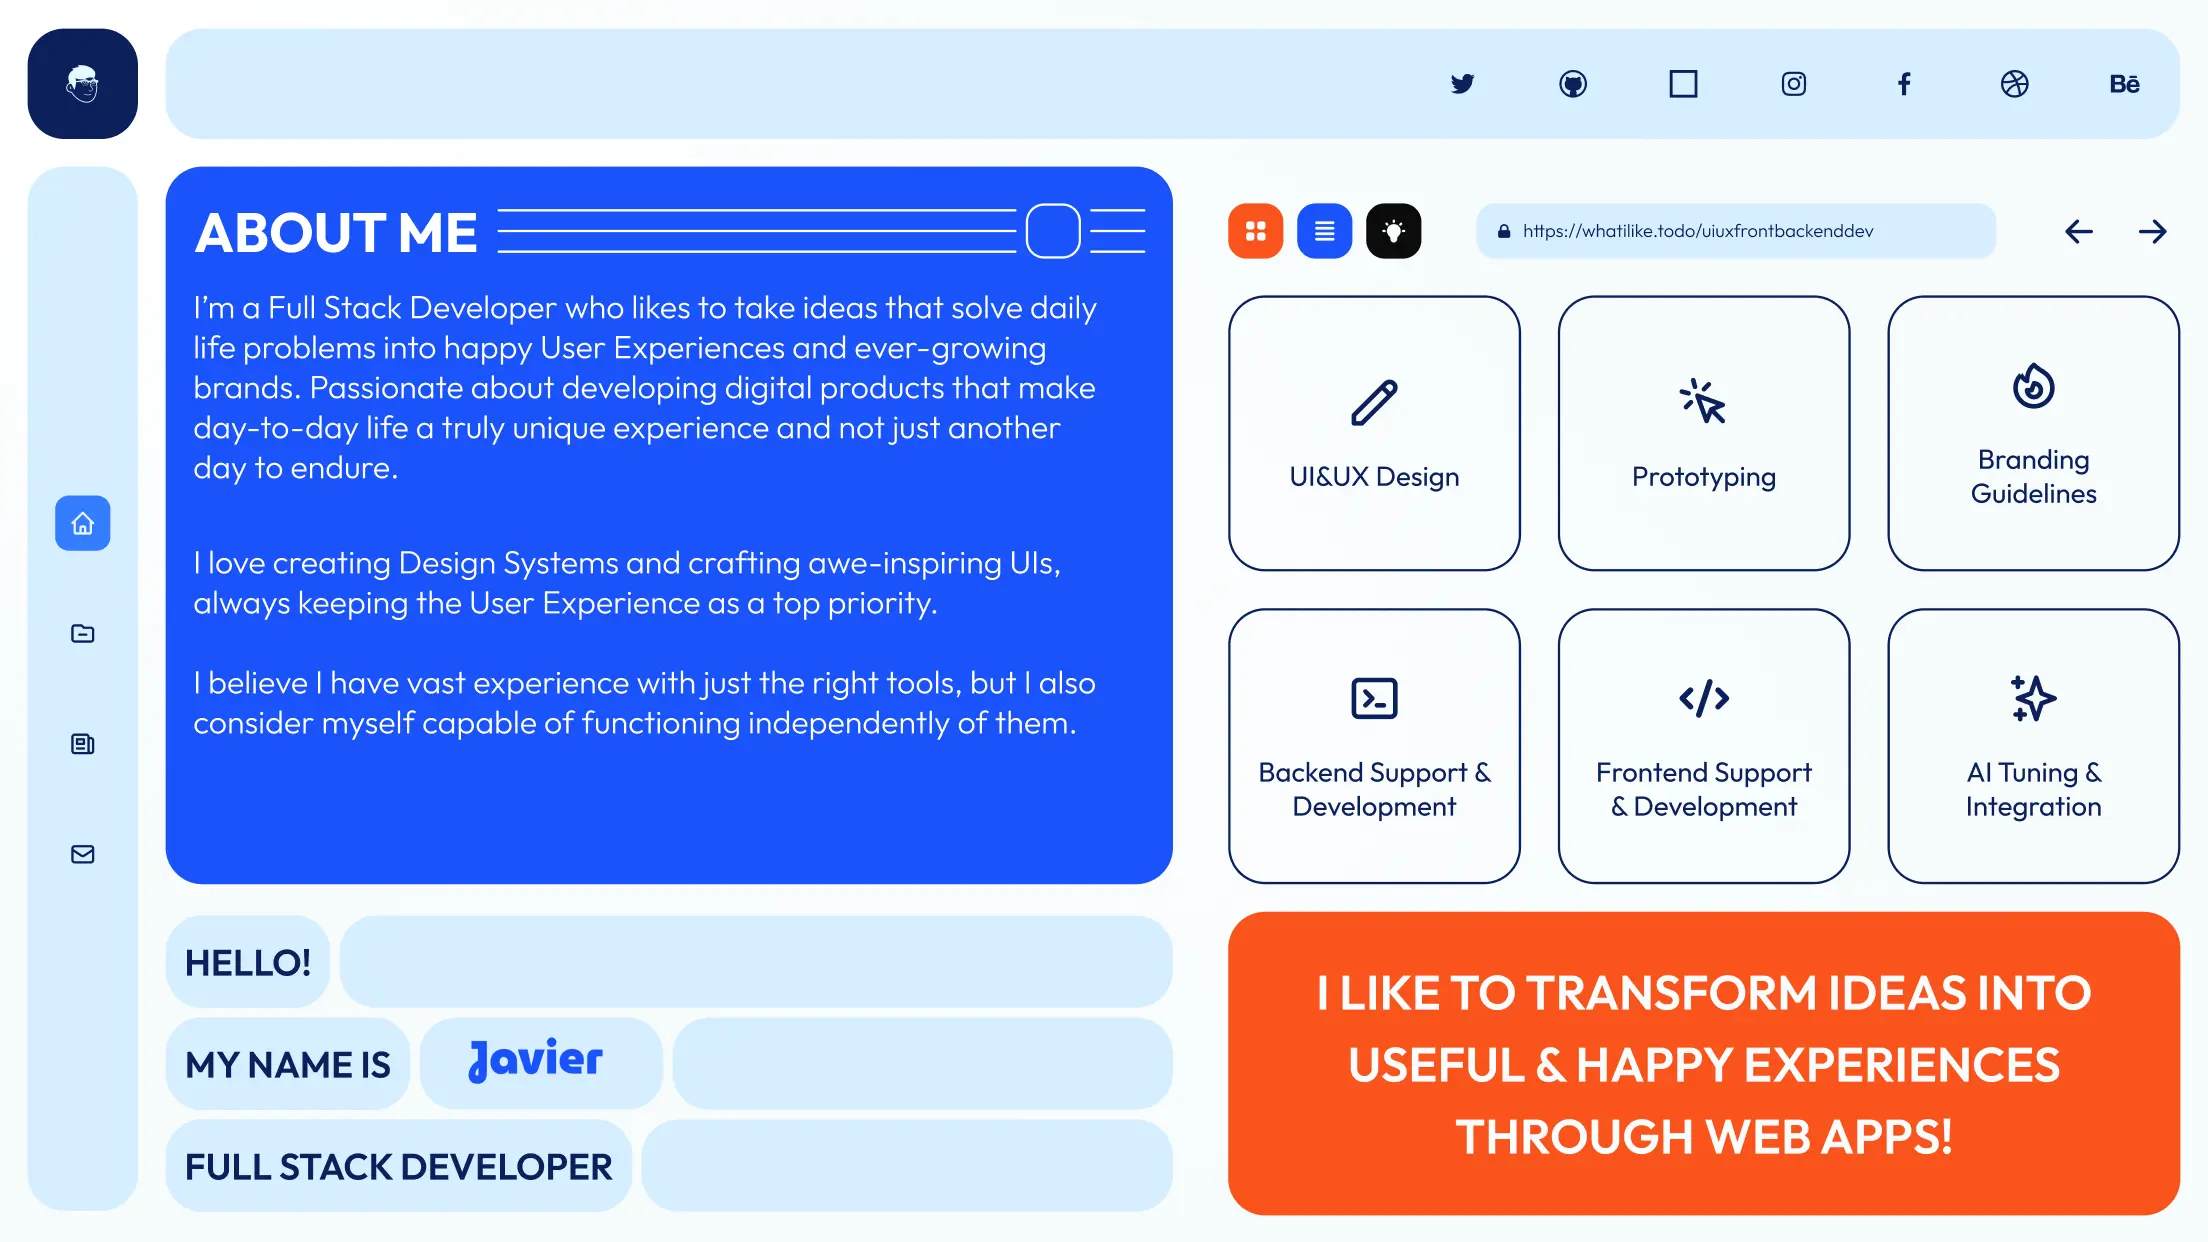 Bē
ABOUT ME
I’m a Full Stack Developer who likes to take ideas that solve daily
life problems into happy User Experiences and ever-growing
brands. Passionate about developing digital products that make
day-to-day life a truly unique experience and not just another
day to endure.
I love creating Design Systems and crafting awe-inspiring UIs,
always keeping the User Experience as a top priority.
I believe I have vast experience with just the right tools, but I also
consider myself capable of functioning independently of them.
HELLO!
MY NAME IS
Javier
FULL STACK DEVELOPER
https://whatilike.todo/uiuxfrontbackenddev
UI&UX Design
Prototyping
Branding
Guidelines
Backend Support &
Development
Frontend Support
& Development
AI Tuning &
Integration
I LIKE TO TRANSFORM IDEAS INTO
USEFUL & HAPPY EXPERIENCES
THROUGH WEB APPS!